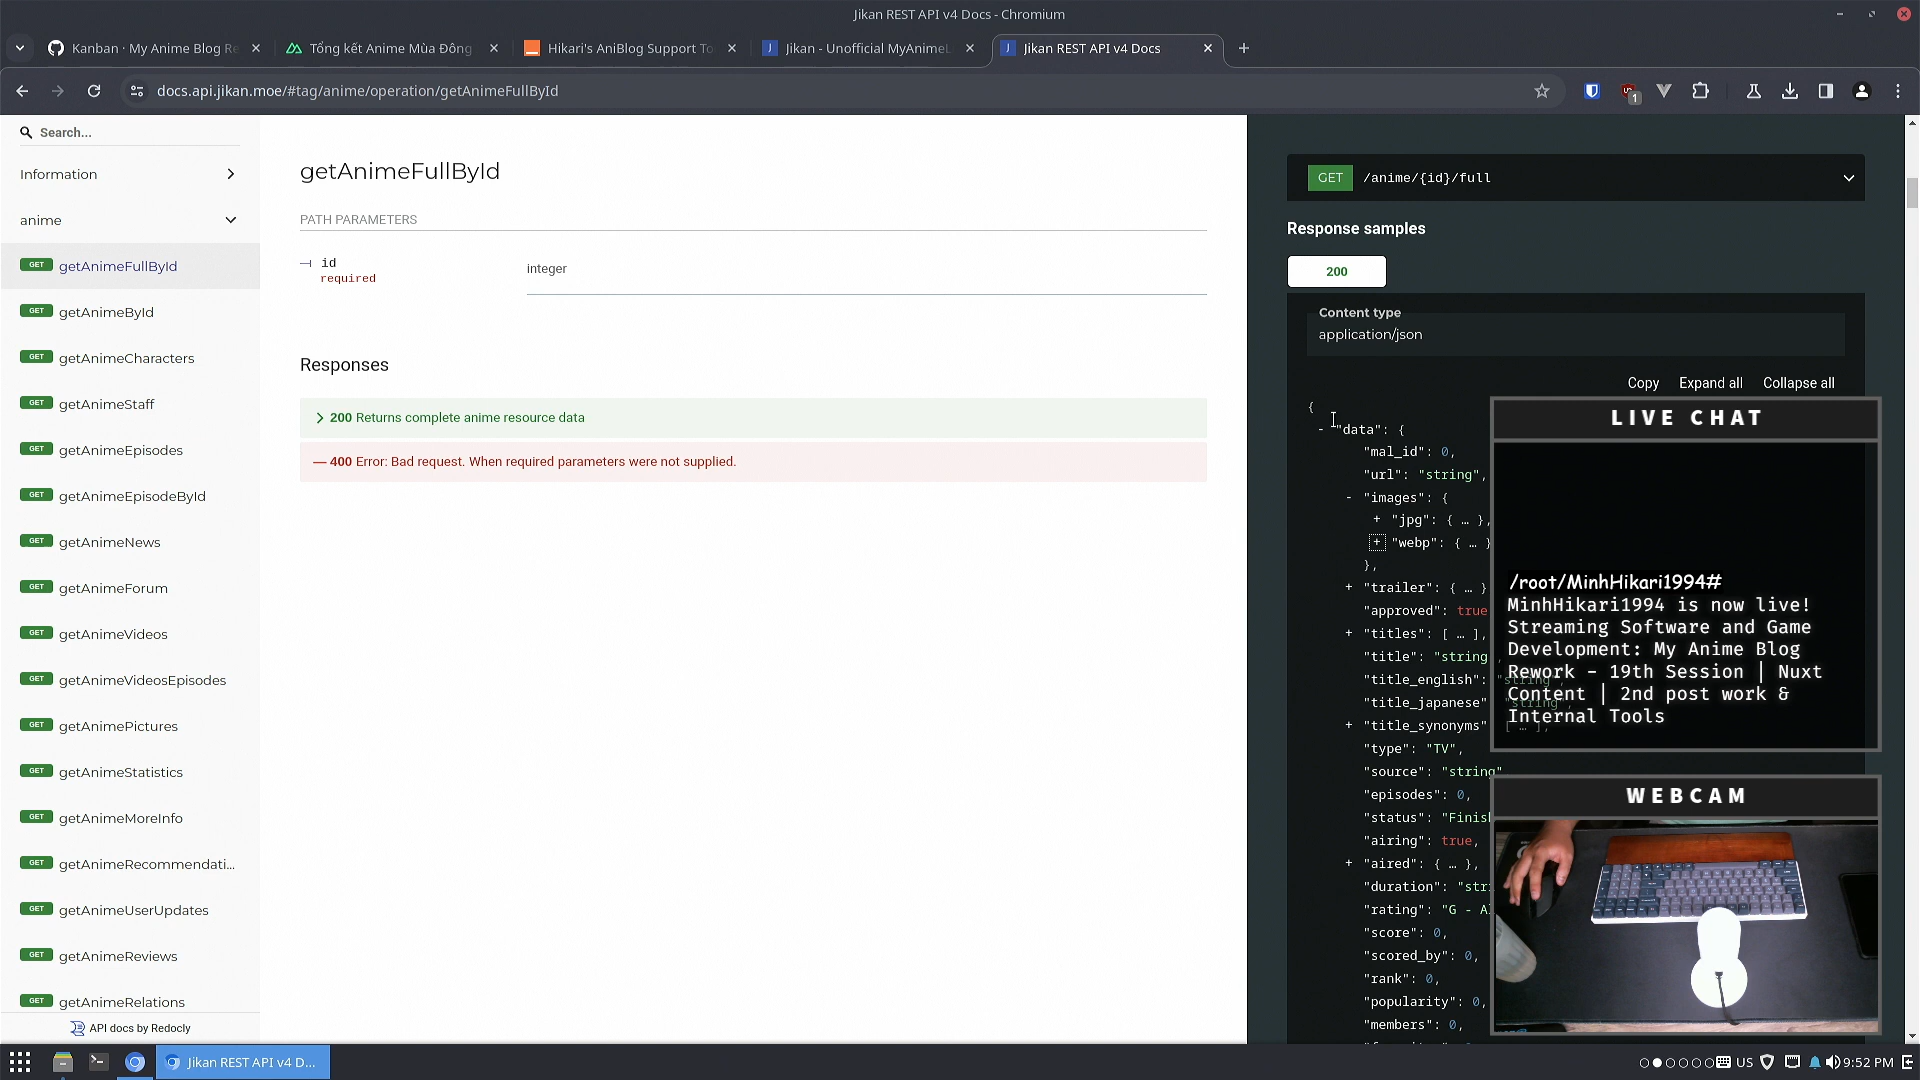 Jikan REST API v4 Docs - Chromium
Kanban · My Anime Blog Re
Tổng kết Anime Mùa Đông
Hikari's AniBlog Support To
Jikan - Unofficial MyAnimeL
Jikan REST API v4 Docs
docs.api.jikan.moe/#tag/anime/operation/getAnimeFullById
1
Search...
Information
anime
GET getAnimeFullById
GET getAnimeById
GET getAnimeCharacters
GET getAnimeStaff
GET getAnimeEpisodes
GET getAnimeEpisodeById
GET getAnimeNews
GET getAnimeForum
GET getAnimeVideos
GET getAnimeVideosEpisodes
GET getAnimePictures
GET getAnimeStatistics
GET getAnimeMoreInfo
GET getAnimeRecommendati...
GET getAnimeUserUpdates
GET getAnimeReviews
GET getAnimeRelations
API docs by Redocly
getAnimeFullById
PATH PARAMETERS
id
required
integer
Responses
200 Returns complete anime resource data
— 400 Error: Bad request. When required parameters were not supplied.
GET /anime/{id}/full
Response samples
200
Content type
application/json
Copy Expand all Collapse all
{
- "data": {
"mal_id": 0,
"url": "string",
- "images": {
+ "jpg": { … },
+ "webp": { … }
},
+ "trailer": { … }
"approved": true
+ "titles": [ … ],
"title": "string
"title_english": "string",
"title_japanese" "string",
+ "title_synonyms" [ … ],
"type": "TV",
"source": "string"
"episodes": 0,
"status": "Finis
"airing": true,
+ "aired": { … },
"duration": "stri
"rating": "G - Al
"score": 0,
"scored_by": 0,
"rank": 0,
"popularity": 0,
"members": 0,
LIVE CHAT
/root/MinhHikari1994#
MinhHikari1994 is now live!
Streaming Software and Game
Development: My Anime Blog
Rework - 19th Session | Nuxt
Content | 2nd post work &
Internal Tools
WEBCAM
Jikan REST API v4 D...
US
9:52 PM